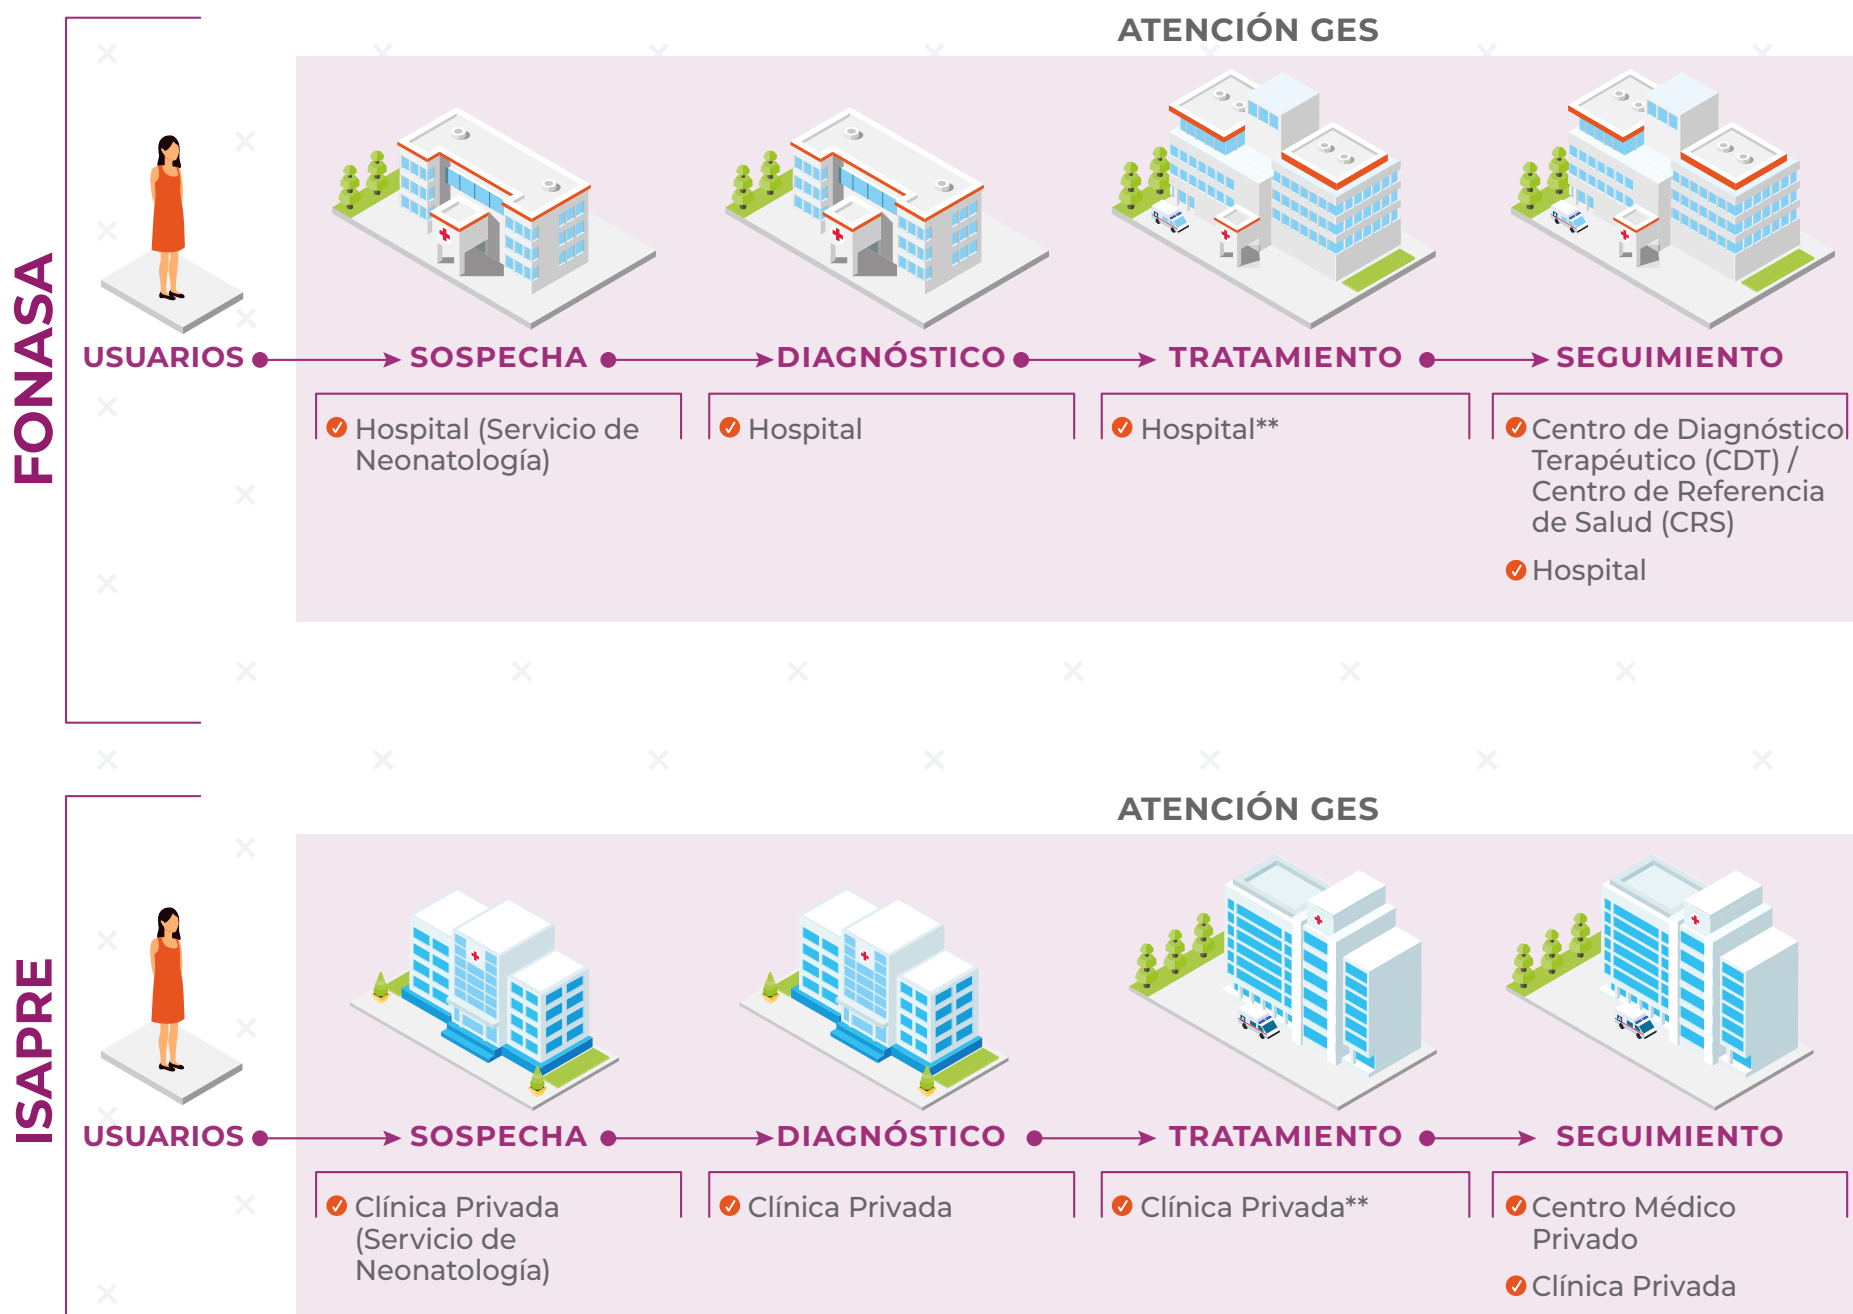 FONASA
ATENCIÓN GES
USUARIOS
SOSPECHA
DIAGNÓSTICO
TRATAMIENTO
SEGUIMIENTO
Hospital (Servicio de
Neonatología)
Hospital
Hospital**
Centro de Diagnóstico
Terapéutico (CDT) /
Centro de Referencia
de Salud (CRS)
Hospital
ISAPRE
ATENCIÓN GES
USUARIOS
SOSPECHA
DIAGNÓSTICO
TRATAMIENTO
SEGUIMIENTO
Clínica Privada
(Servicio de
Neonatología)
Clínica Privada
Clínica Privada**
Centro Médico
Privado
Clínica Privada